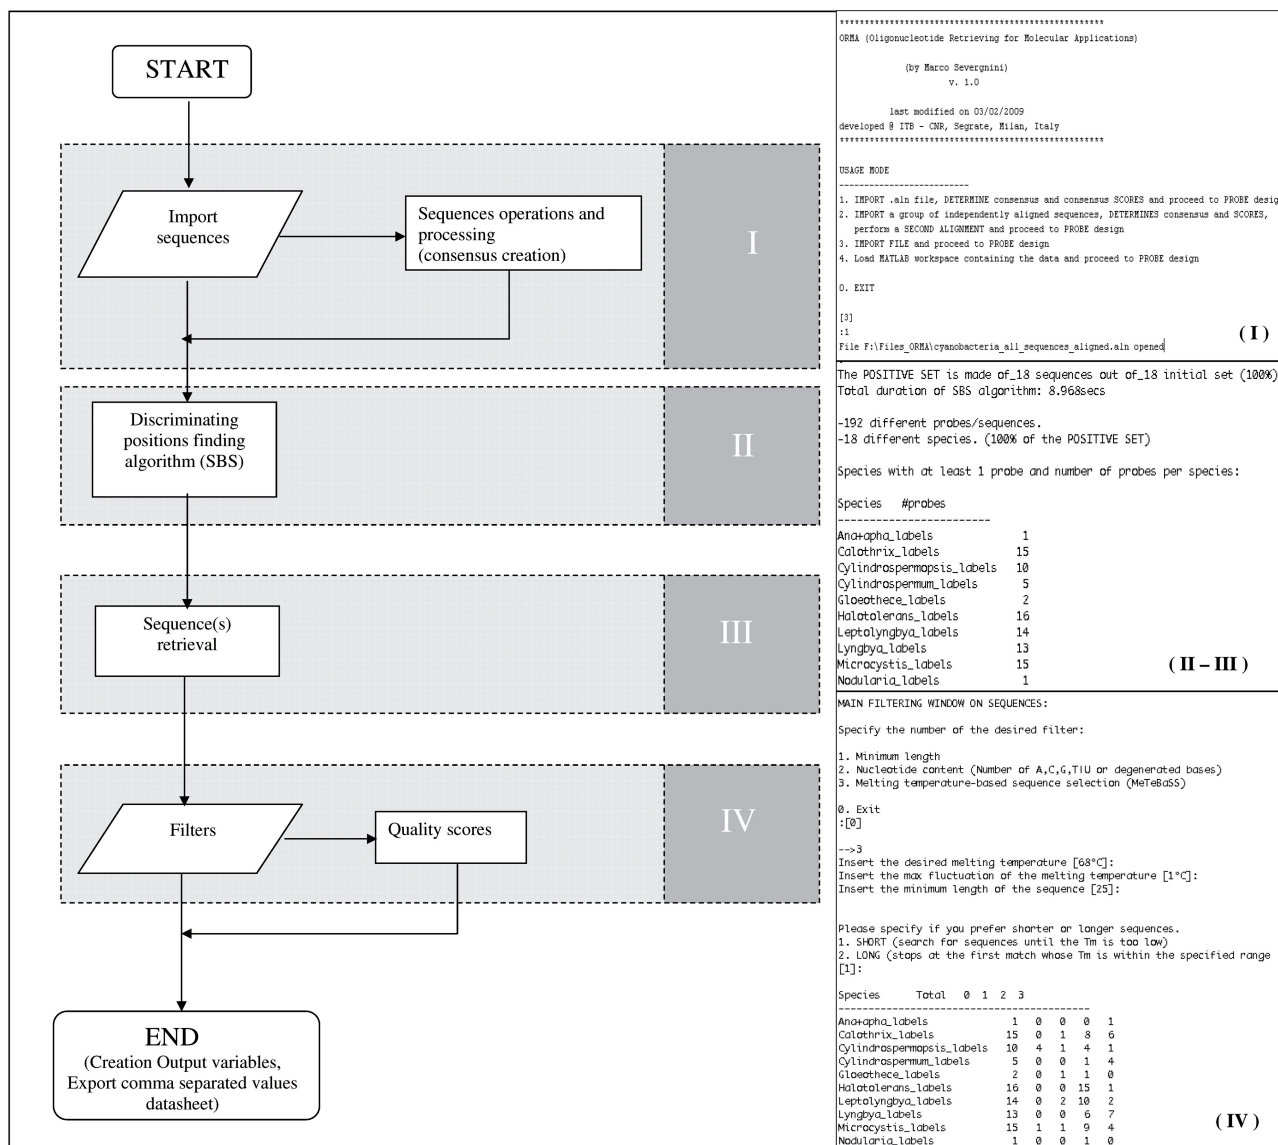 START
Import
sequences
Sequences operations and
processing
(consensus creation)
I
Discriminating
positions finding
algorithm (SBS)
II
Sequence(s)
retrieval
III
Filters
Quality scores
IV
END
(Creation Output variables,
Export comma separated values
datasheet)
*****************************************************
ORMA (Oligonucleotide Retrieving for Molecular Applications)
(by Marco Severgnini)
v. 1.0
last modified on 03/02/2009
developed @ ITB - CNR, Segrate, Milan, Italy
*****************************************************
USAGE MODE
--------------------------
1. IMPORT .aln file, DETERMINE consensus and consensus SCORES and proceed to PROBE desig
2. IMPORT a group of independently aligned sequences, DETERMINES consensus and SCORES,
perform a SECOND ALIGNMENT and proceed to PROBE design
3. IMPORT FILE and proceed to PROBE design
4. Load MATLAB workspace containing the data and proceed to PROBE design
0. EXIT
[3]
:1
File F:\Files_ORMA\cyanobacteria_all_sequences_aligned.aln opened
( I )
The POSITIVE SET is made of_18 sequences out of_18 initial set (100%)
Total duration of SBS algorithm: 8.968secs
-192 different probes/sequences.
-18 different species. (100% of the POSITIVE SET)
Species with at least 1 probe and number of probes per species:
Species #probes
------------------------
Ana+apha_labels 1
Calothrix_labels 15
Cylindrospermopsis_labels 10
Cylindrospermum_labels 5
Gloeothece_labels 2
Halotolerans_labels 16
Leptolyngbya_labels 14
Lyngbya_labels 13
Microcystis_labels 15
Nodularia_labels 1
( II – III )
MAIN FILTERING WINDOW ON SEQUENCES:
Specify the number of the desired filter:
1. Minimum length
2. Nucleotide content (Number of A,C,G,T|U or degenerated bases)
3. Melting temperature-based sequence selection (MeTeBaSS)
0. Exit
:[0]
-->3
Insert the desired melting temperature [68°C]:
Insert the max fluctuation of the melting temperature [1°C]:
Insert the minimum length of the sequence [25]:
Please specify if you prefer shorter or longer sequences.
1. SHORT (search for sequences until the Tm is too low)
2. LONG (stops at the first match whose Tm is within the specified range
[1]:
Species Total 0 1 2 3
----------------------------------------
Ana+apha_labels 1 0 0 0 1
Calothrix_labels 15 0 1 8 6
Cylindrospermopsis_labels 10 4 1 4 1
Cylindrospermum_labels 5 0 0 1 4
Gloeothece_labels 2 0 1 1 0
Halotolerans_labels 16 0 0 15 1
Leptolyngbya_labels 14 0 2 10 2
Lyngbya_labels 13 0 0 6 7
Microcystis_labels 15 1 1 9 4
Nodularia_labels 1 0 0 1 0
( IV )